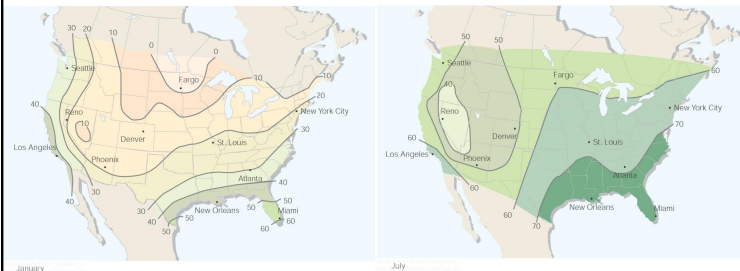 30 20 10 0 0
Seattle
Fargo
10
10
40
20
Reno
10
New York City
Denver
30
St. Louis
Los Angeles
Phoenix
Atlanta
40
30
40
30
New Orleans
50
Miami
40
50
50
60
60
January
50 50
Seattle
Fargo
60
40
Reno
New York City
Denver
70
60
St. Louis
Los Angeles
Phoenix
60
Atlanta
60
New Orleans
Miami
70
July